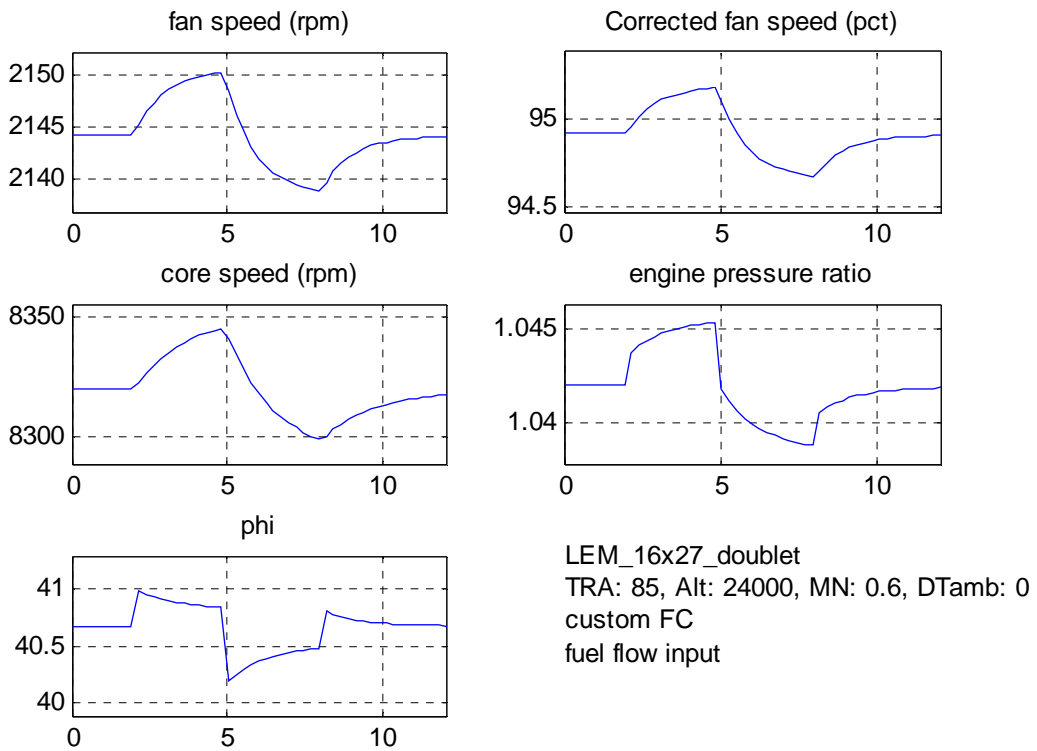 fan speed (rpm)
2150
2145
2140
0 5 10
Corrected fan speed (pct)
95
94.5
0 5 10
core speed (rpm)
8350
8300
0 5 10
engine pressure ratio
1.045
1.04
0 5 10
phi
41
40.5
40
0 5 10
LEM_16x27_doublet
TRA: 85, Alt: 24000, MN: 0.6, DTamb: 0
custom FC
fuel flow input